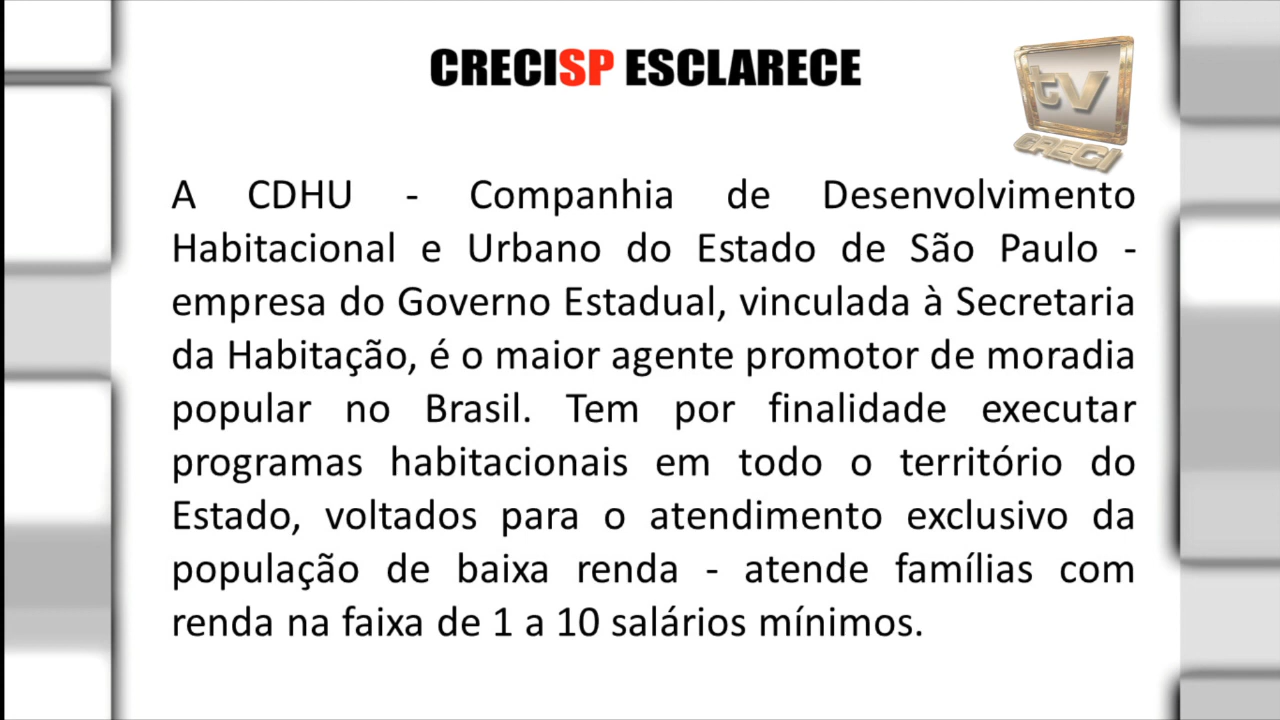 CRECISP ESCLARECE
tv
CRECI
A CDHU - Companhia de Desenvolvimento
Habitacional e Urbano do Estado de São Paulo -
empresa do Governo Estadual, vinculada à Secretaria
da Habitação, é o maior agente promotor de moradia
popular no Brasil. Tem por finalidade executar
programas habitacionais em todo o território do
Estado, voltados para o atendimento exclusivo da
população de baixa renda - atende famílias com
renda na faixa de 1 a 10 salários mínimos.